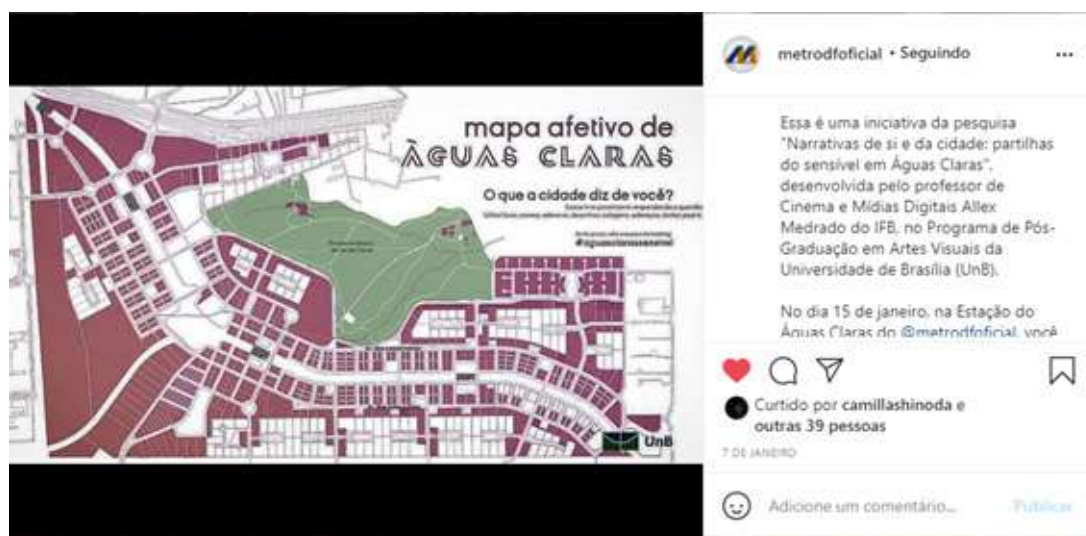 mapa afetivo de
ÀGUAS CLARAS
O que a cidade diz de você?
#aguasclarassensivel
UnB
metrodfoficial • Seguindo
Essa é uma iniciativa da pesquisa
"Narrativas de si e da cidade: partilhas
do sensível em Águas Claras",
desenvolvida pelo professor de
Cinema e Mídias Digitais Allex
Medrado do IFB, no Programa de Pós-
Graduação em Artes Visuais da
Universidade de Brasília (UnB).
No dia 15 de janeiro, na Estação do
Águas Claras do @metrodfoficial, você
Curtido por camillashinoda e
outras 39 pessoas
7 DE JANEIRO
Adicione um comentário... Publicar